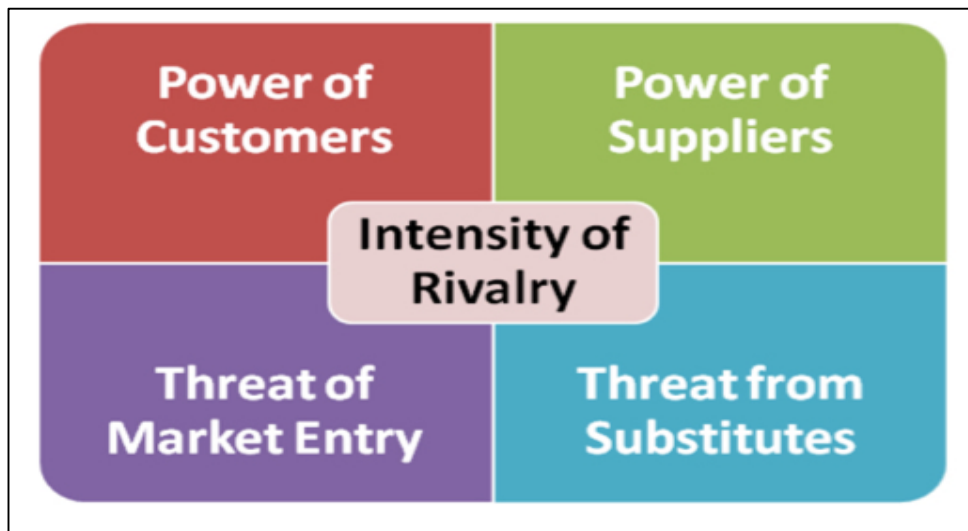 Power of
Customers
Power of
Suppliers
Intensity of
Rivalry
Threat of
Market Entry
Threat from
Substitutes